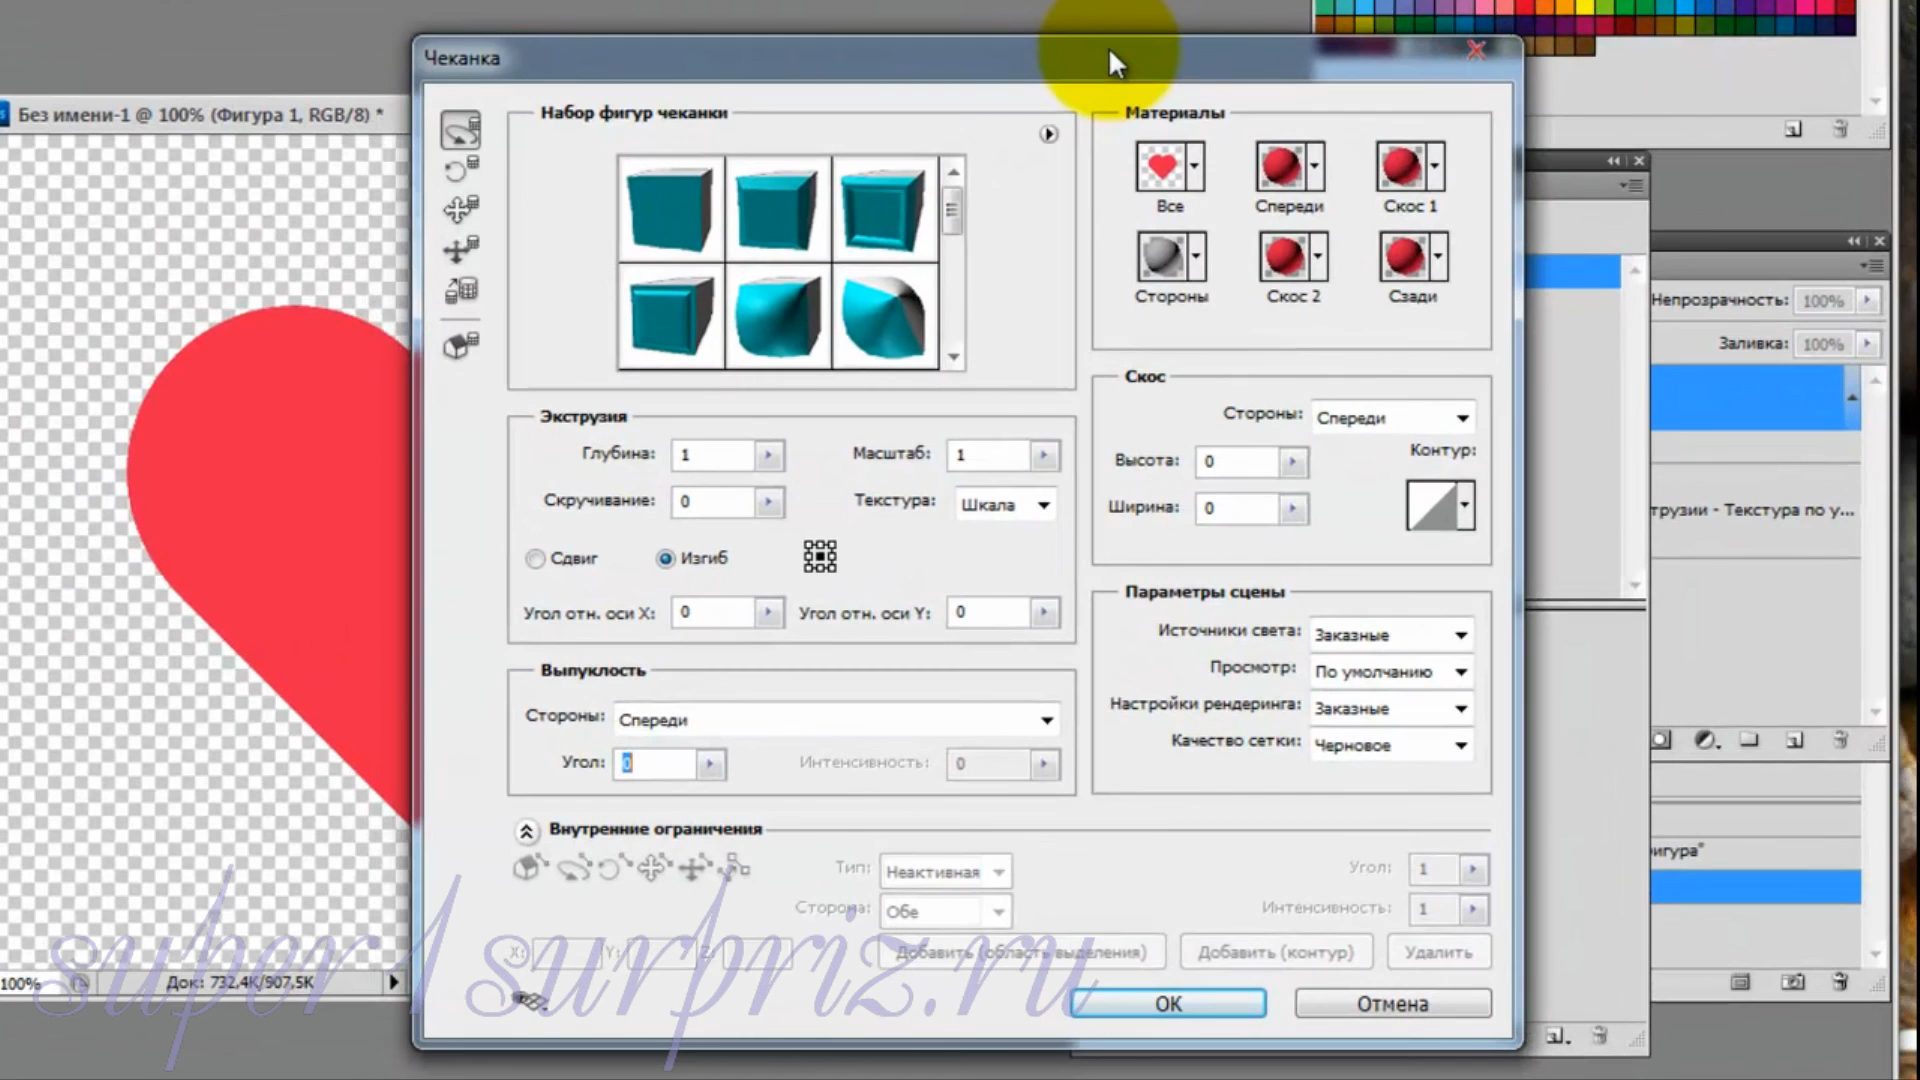 Чеканка
Без имени-1 @ 100% (Фигура 1, RGB/8) *
Набор фигур чеканки
Материалы
Все
Спереди
Скос 1
Стороны
Скос 2
Сзади
Непрозрачность: 100%
Заливка: 100%
Экструзия
Глубина: 1
Масштаб: 1
Скручивание: 0
Текстура: Шкала
Сдвиг
Изгиб
Угол отн. оси X: 0
Угол отн. оси Y: 0
Скос
Стороны: Спереди
Высота: 0
Контур:
Ширина: 0
трузии - Текстура по у...
Параметры сцены
Источники света: Заказные
Просмотр: По умолчанию
Настройки рендеринга: Заказные
Качество сетки: Черновое
Выпуклость
Стороны: Спереди
Угол: 0
Интенсивность: 0
Внутренние ограничения
Тип: Неактивная
Угол: 1
Сторона: Обе
Интенсивность: 1
X:
Y:
Z:
Добавить (область выделения)
Добавить (контур)
Удалить
игура"
100%
Док: 732,4K/907,5K
OK
Отмена
super1surpriz.ru